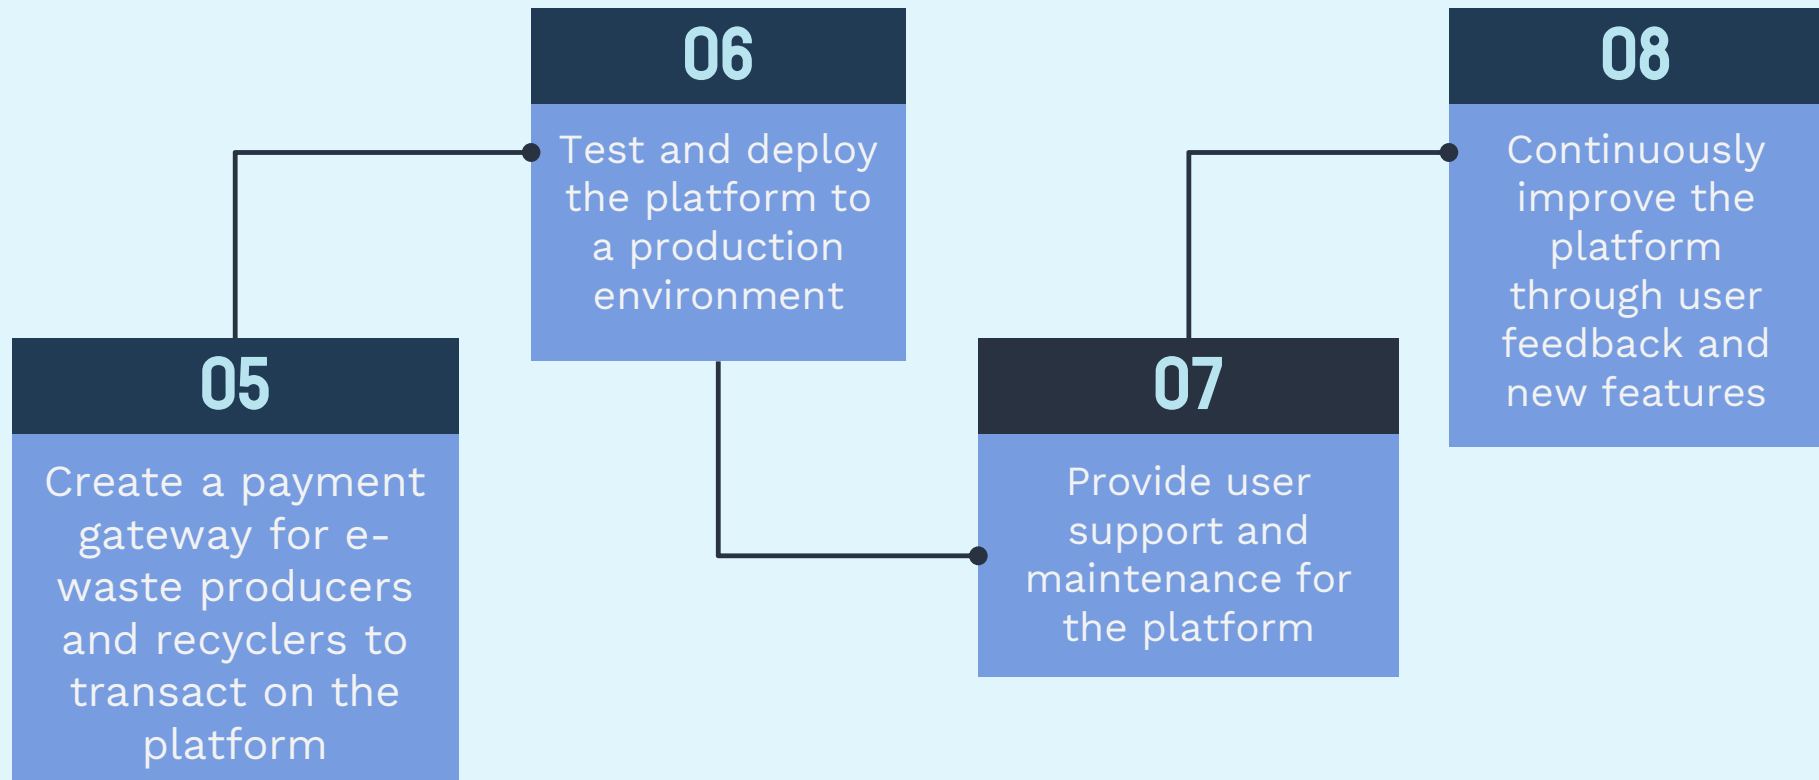 05
Create a payment
gateway for e-
waste producers
and recyclers to
transact on the
platform
06
Test and deploy
the platform to
a production
environment
07
Provide user
support and
maintenance for
the platform
08
Continuously
improve the
platform
through user
feedback and
new features